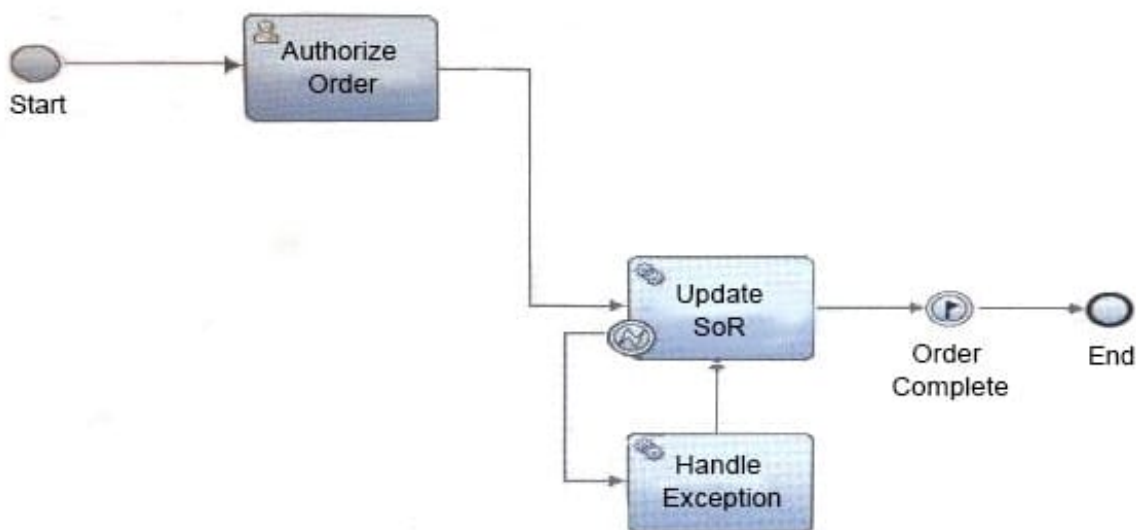 Start
Authorize
Order
Update
SoR
Order
Complete
End
Handle
Exception